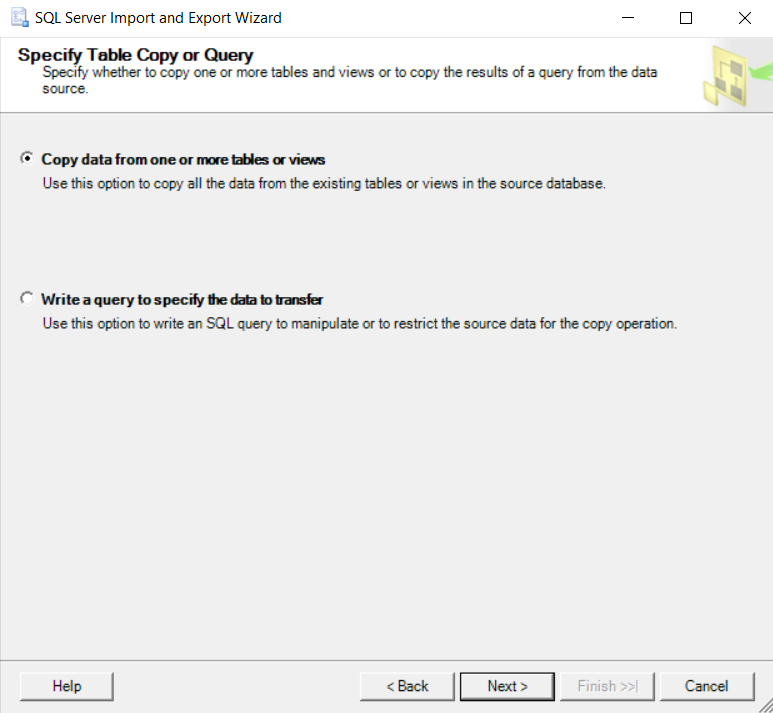 SQL Server Import and Export Wizard
Specify Table Copy or Query
Specify whether to copy one or more tables and views or to copy the results of a query from the data
source.
Copy data from one or more tables or views
Use this option to copy all the data from the existing tables or views in the source database.
Write a query to specify the data to transfer
Use this option to write an SQL query to manipulate or to restrict the source data for the copy operation.
Help
< Back
Next >
Finish >>|
Cancel